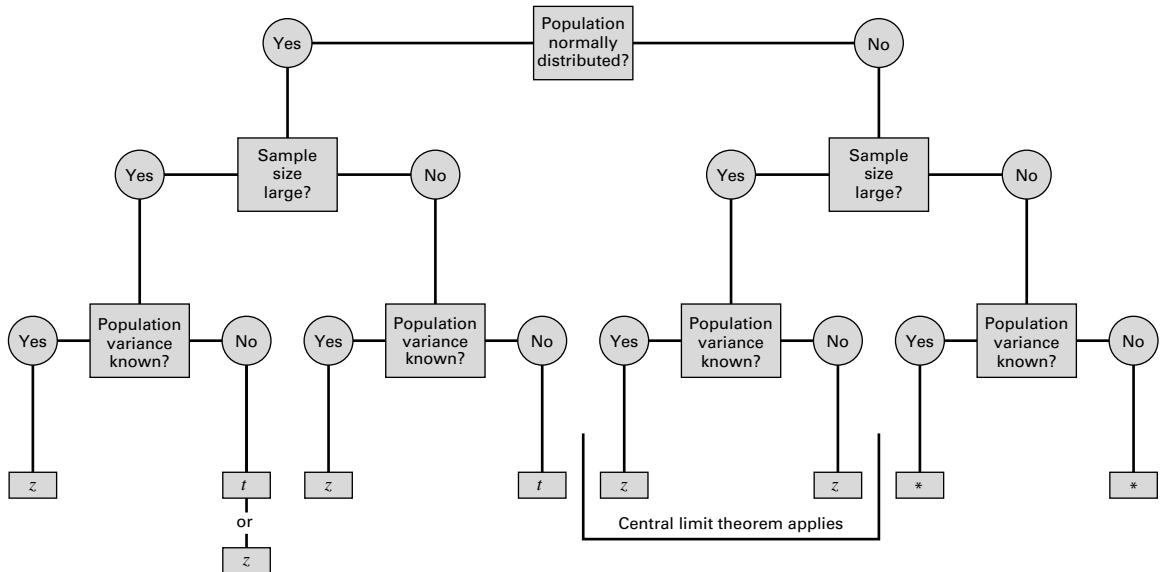 Population
normally
distributed?
Yes
No
Sample
size
large?
Yes
No
Sample
size
large?
Yes
No
Population
variance
known?
Yes
No
Population
variance
known?
Yes
No
Population
variance
known?
Yes
No
Population
variance
known?
Yes
No
z
t
or
z
z
t
z
z
Central limit theorem applies
*
*